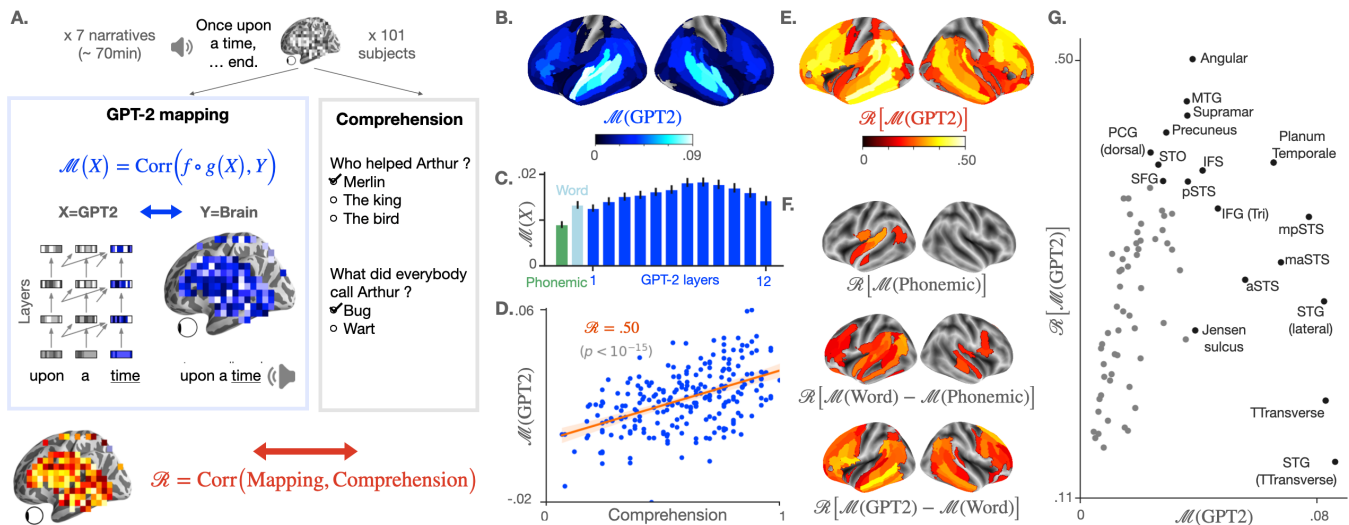 A.
x 7 narratives
(~ 70min)
Once upon
a time,
... end.
x 101
subjects
GPT-2 mapping
ℳ(X) = Corr(f∘g(X), Y)
X=GPT2
Y=Brain
Layers
upon a time
upon a time
Comprehension
Who helped Arthur ?
Merlin
The king
The bird
What did everybody
call Arthur ?
Bug
Wart
ℛ = Corr(Mapping, Comprehension)
B.
ℳ(GPT2)
0 .09
C.
.02
0
ℳ(X)
Word
Phonemic
1 GPT-2 layers 12
D.
.06
-.02
ℳ(GPT2)
ℛ = .50
(p < 10⁻¹⁵)
0 Comprehension 1
E.
ℛ[ℳ(GPT2)]
0 .50
F.
ℛ[ℳ(Phonemic]
ℛ[ℳ(Word) − ℳ(Phonemic)]
ℛ[ℳ(GPT2) − ℳ(Word)]
G.
.50
.11
ℛ[ℳ(GPT2)]
Angular
MTG
Supramar
Precuneus
PCG
(dorsal)
STO
SFG
IFS
pSTS
Planum
Temporale
IFG (Tri)
mpSTS
maSTS
aSTS
STG
(lateral)
Jensen
sulcus
TTransverse
STG
(TTransverse)
0 ℳ(GPT2) .08